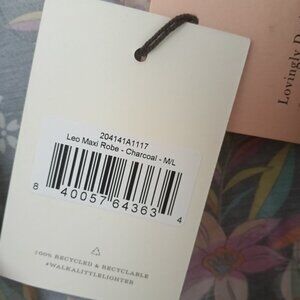 204141A1117
Leo Maxi Robe - Charcoal - M/L
8 40057 64363 4
100% RECYCLED & RECYCLABLE
#WALKALITTLELIGHTER
Lovingly D